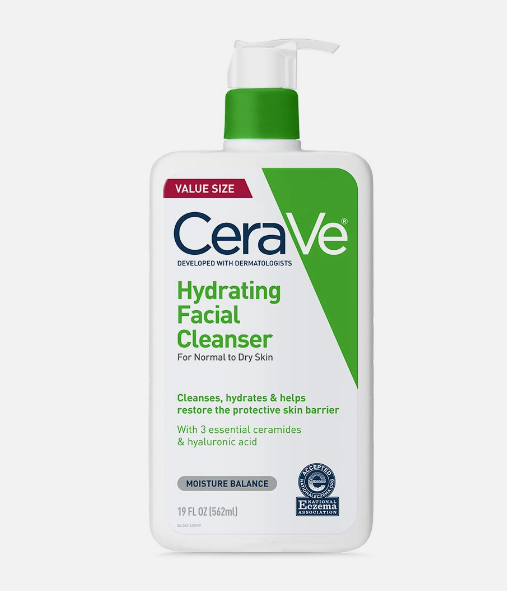 VALUE SIZE
CeraVe®
DEVELOPED WITH DERMATOLOGISTS
Hydrating
Facial
Cleanser
For Normal to Dry Skin
Cleanses, hydrates & helps
restore the protective skin barrier
With 3 essential ceramides
& hyaluronic acid
MOISTURE BALANCE
ACCEPTED
NATIONAL
Eczema
ASSOCIATION
19 FL OZ (562ml)